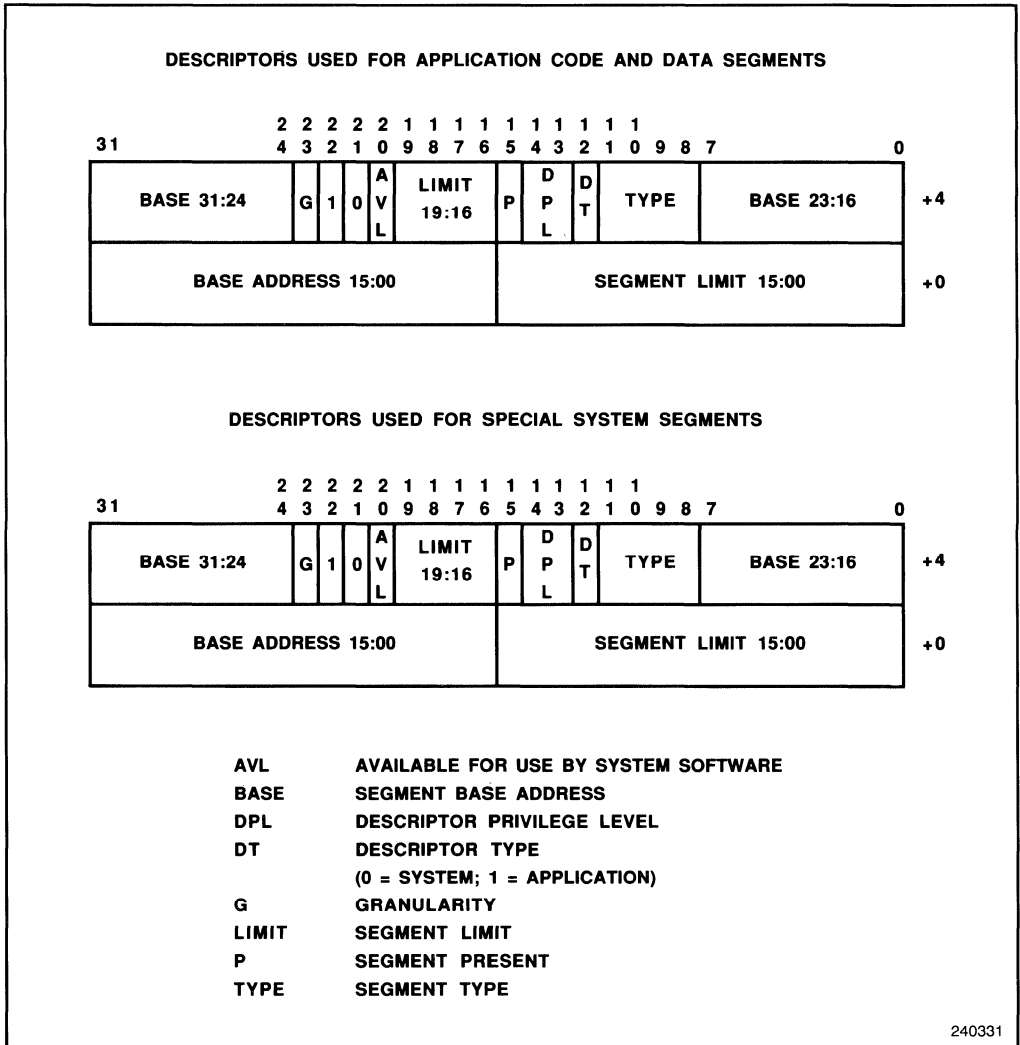 DESCRIPTORS USED FOR APPLICATION CODE AND DATA SEGMENTS
2 2 2 2 2 1 1 1 1 1 1 1 1 1 1
31 4 3 2 1 0 9 8 7 6 5 4 3 2 1 0 9 8 7 0
BASE 31:24 G 1 0 AVL LIMIT 19:16 P DPL DT TYPE BASE 23:16 +4
BASE ADDRESS 15:00 SEGMENT LIMIT 15:00 +0
DESCRIPTORS USED FOR SPECIAL SYSTEM SEGMENTS
2 2 2 2 2 1 1 1 1 1 1 1 1 1 1
31 4 3 2 1 0 9 8 7 6 5 4 3 2 1 0 9 8 7 0
BASE 31:24 G 1 0 AVL LIMIT 19:16 P DPL DT TYPE BASE 23:16 +4
BASE ADDRESS 15:00 SEGMENT LIMIT 15:00 +0
AVL AVAILABLE FOR USE BY SYSTEM SOFTWARE
BASE SEGMENT BASE ADDRESS
DPL DESCRIPTOR PRIVILEGE LEVEL
DT DESCRIPTOR TYPE
(0 = SYSTEM; 1 = APPLICATION)
G GRANULARITY
LIMIT SEGMENT LIMIT
P SEGMENT PRESENT
TYPE SEGMENT TYPE
240331